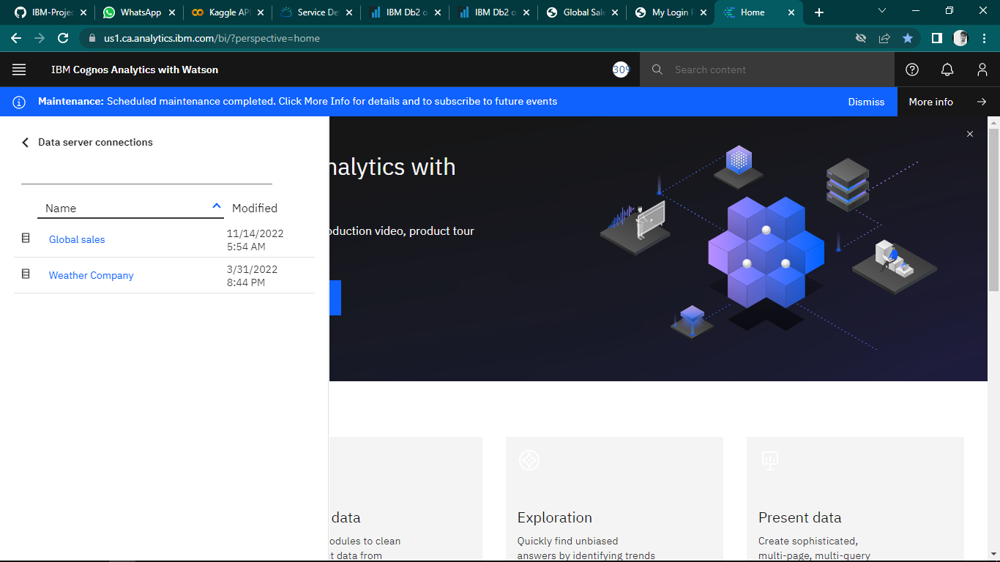 IBM-Projec
WhatsApp
Kaggle API
Service De
IBM Db2 o
IBM Db2 o
Global Sale
My Login P
Home
us1.ca.analytics.ibm.com/bi/?perspective=home
IBM Cognos Analytics with Watson
309
Search content
Maintenance: Scheduled maintenance completed. Click More Info for details and to subscribe to future events
Dismiss
More info
Data server connections
nalytics with
Name
Modified
oduction video, product tour
Global sales
11/14/2022
5:54 AM
Weather Company
3/31/2022
8:44 PM
data
Exploration
Present data
odules to clean
Quickly find unbiased
Create sophisticated,
t data from
answers by identifying trends
multi-page, multi-query